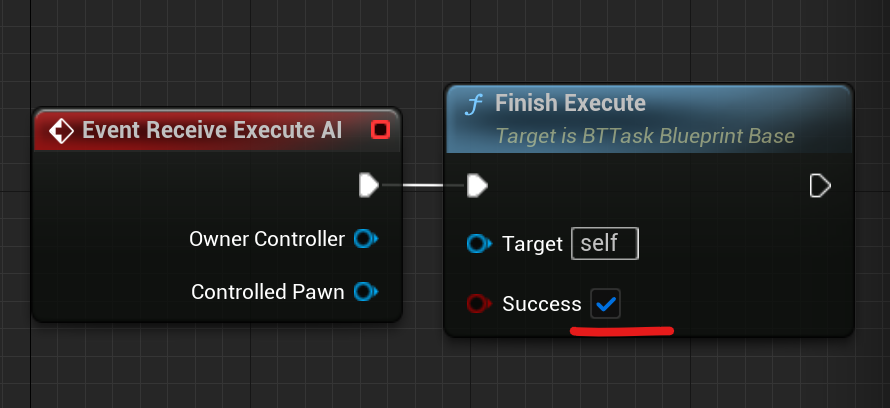 Event Receive Execute AI
Owner Controller
Controlled Pawn
f Finish Execute
Target is BTTask Blueprint Base
Target self
Success